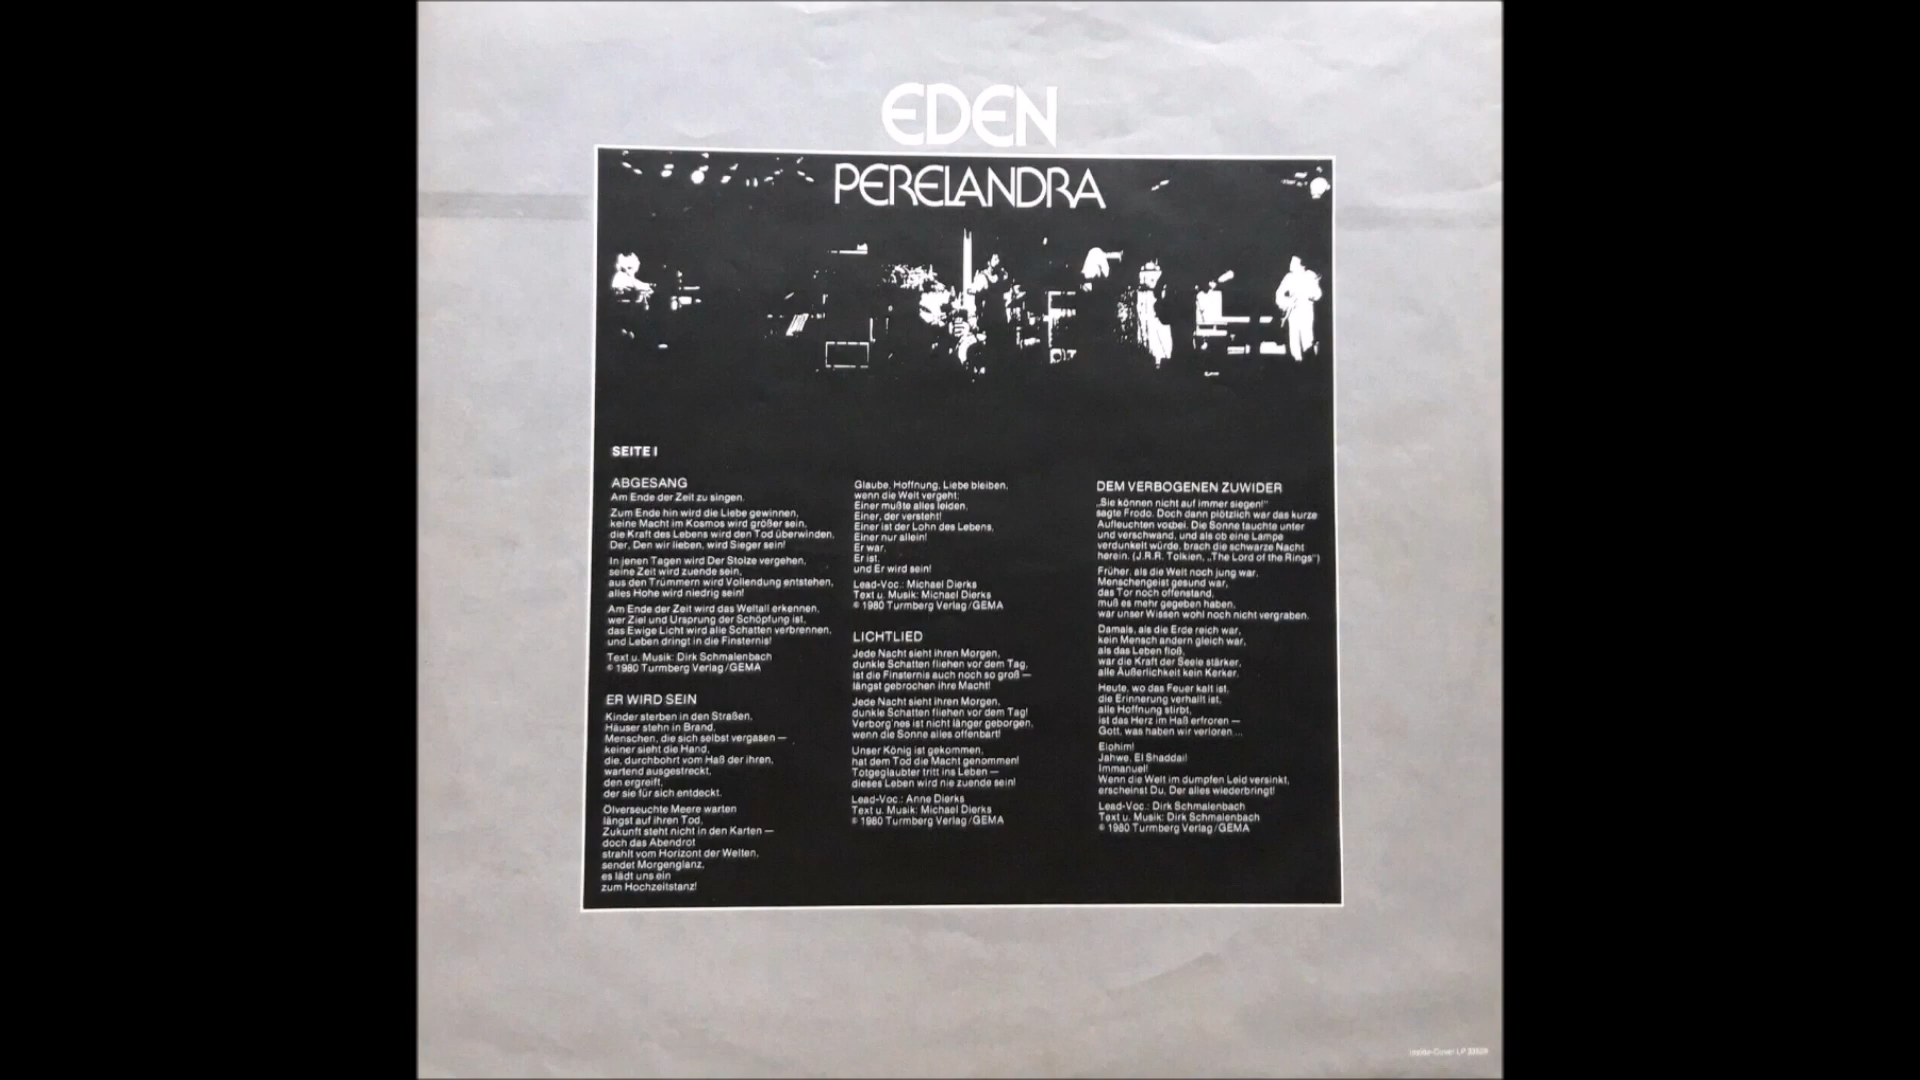 EDEN
PERELANDRA
SEITE I
ABGESANG
Am Ende der Zeit zu singen.
Zum Ende hin wird die Liebe gewinnen,
keine Macht im Kosmos wird größer sein,
die Kraft des Lebens wird den Tod überwinden.
Der, Den wir lieben, wird Sieger sein!
In jenen Tagen wird Der Stolze vergehen,
seine Zeit wird zuende sein,
aus den Trümmern wird Vollendung entstehen,
alles Hohe wird niedrig sein!
Am Ende der Zeit wird das Weltall erkennen,
wer Ziel und Ursprung der Schöpfung ist,
das Ewige Licht wird alle Schatten verbrennen,
und Leben dringt in die Finsternis!
Text u. Musik: Dirk Schmalenbach
© 1980 Turmberg Verlag/GEMA
ER WIRD SEIN
Kinder sterben in den Straßen,
Häuser stehn in Brand,
Menschen, die sich selbst vergasen —
keiner sieht die Hand,
die, durchbohrt vom Haß der ihren,
wartend ausgestreckt,
den ergreift,
der sie für sich entdeckt.
Ölverseuchte Meere warten
längst auf ihren Tod,
Zukunft steht nicht in den Karten —
doch das Abendrot
strahlt vom Horizont der Welten,
sendet Morgenglanz,
es lädt uns ein
zum Hochzeitstanz!
Glaube, Hoffnung, Liebe bleiben,
wenn die Welt vergeht;
Einer mußte alles leiden,
Einer, der versteht!
Einer ist der Lohn des Lebens,
Einer nur allein!
Er war,
Er ist,
und Er wird sein!
Lead-Voc.: Michael Dierks
Text u. Musik: Michael Dierks
© 1980 Turmberg Verlag/GEMA
LICHTLIED
Jede Nacht sieht ihren Morgen,
dunkle Schatten fliehen vor dem Tag,
ist die Finsternis auch noch so groß —
längst gebrochen ihre Macht!
Jede Nacht sieht ihren Morgen,
dunkle Schatten fliehen vor dem Tag!
Verborg'nes ist nicht länger geborgen,
wenn die Sonne alles offenbart!
Unser König ist gekommen,
hat dem Tod die Macht genommen!
Totgeglaubter tritt ins Leben —
dieses Leben wird nie zuende sein!
Lead-Voc.: Anne Dierks
Text u. Musik: Michael Dierks
© 1980 Turmberg Verlag/GEMA
DEM VERBOGENEN ZUWIDER
„Sie können nicht auf immer siegen!"
sagte Frodo. Doch dann plötzlich war das kurze
Aufleuchten vorbei. Die Sonne tauchte unter
und verschwand, und als ob eine Lampe
verdunkelt würde, brach die schwarze Nacht
herein. (J.R.R. Tolkien, „The Lord of the Rings")
Früher, als die Welt noch jung war,
Menschengeist gesund war,
das Tor noch offenstand,
muß es mehr gegeben haben,
war unser Wissen wohl noch nicht vergraben.
Damals, als die Erde reich war,
kein Mensch andern gleich war,
als das Leben floß,
war die Kraft der Seele stärker,
alle Äußerlichkeit kein Kerker.
Heute, wo das Feuer kalt ist,
die Erinnerung verhallt ist,
alle Hoffnung stirbt,
ist das Herz im Haß erfroren —
Gott, was haben wir verloren ...
Elohim!
Jahwe, El Shaddai!
Immanuel!
Wenn die Welt im dumpfen Leid versinkt,
erscheinst Du, Der alles wiederbringt!
Lead-Voc.: Dirk Schmalenbach
Text u. Musik: Dirk Schmalenbach
© 1980 Turmberg Verlag/GEMA
Inside-Cover LP